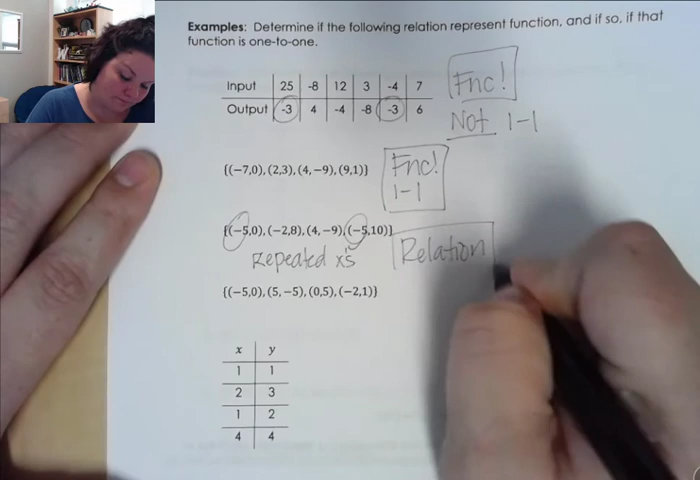 Examples: Determine if the following relation represent function, and if so, if that
function is one-to-one.
Input 25 -8 12 3 -4 7
Output -3 4 -4 -8 -3 6
Fnc!
Not 1-1
{(−7,0), (2,3), (4, −9), (9,1)}
Fnc!
1-1
{(−5,0), (−2,8), (4, −9), (−5,10)}
Repeated x's
Relation
{(−5,0), (5, −5), (0,5), (−2,1)}
x y
1 1
2 3
1 2
4 4